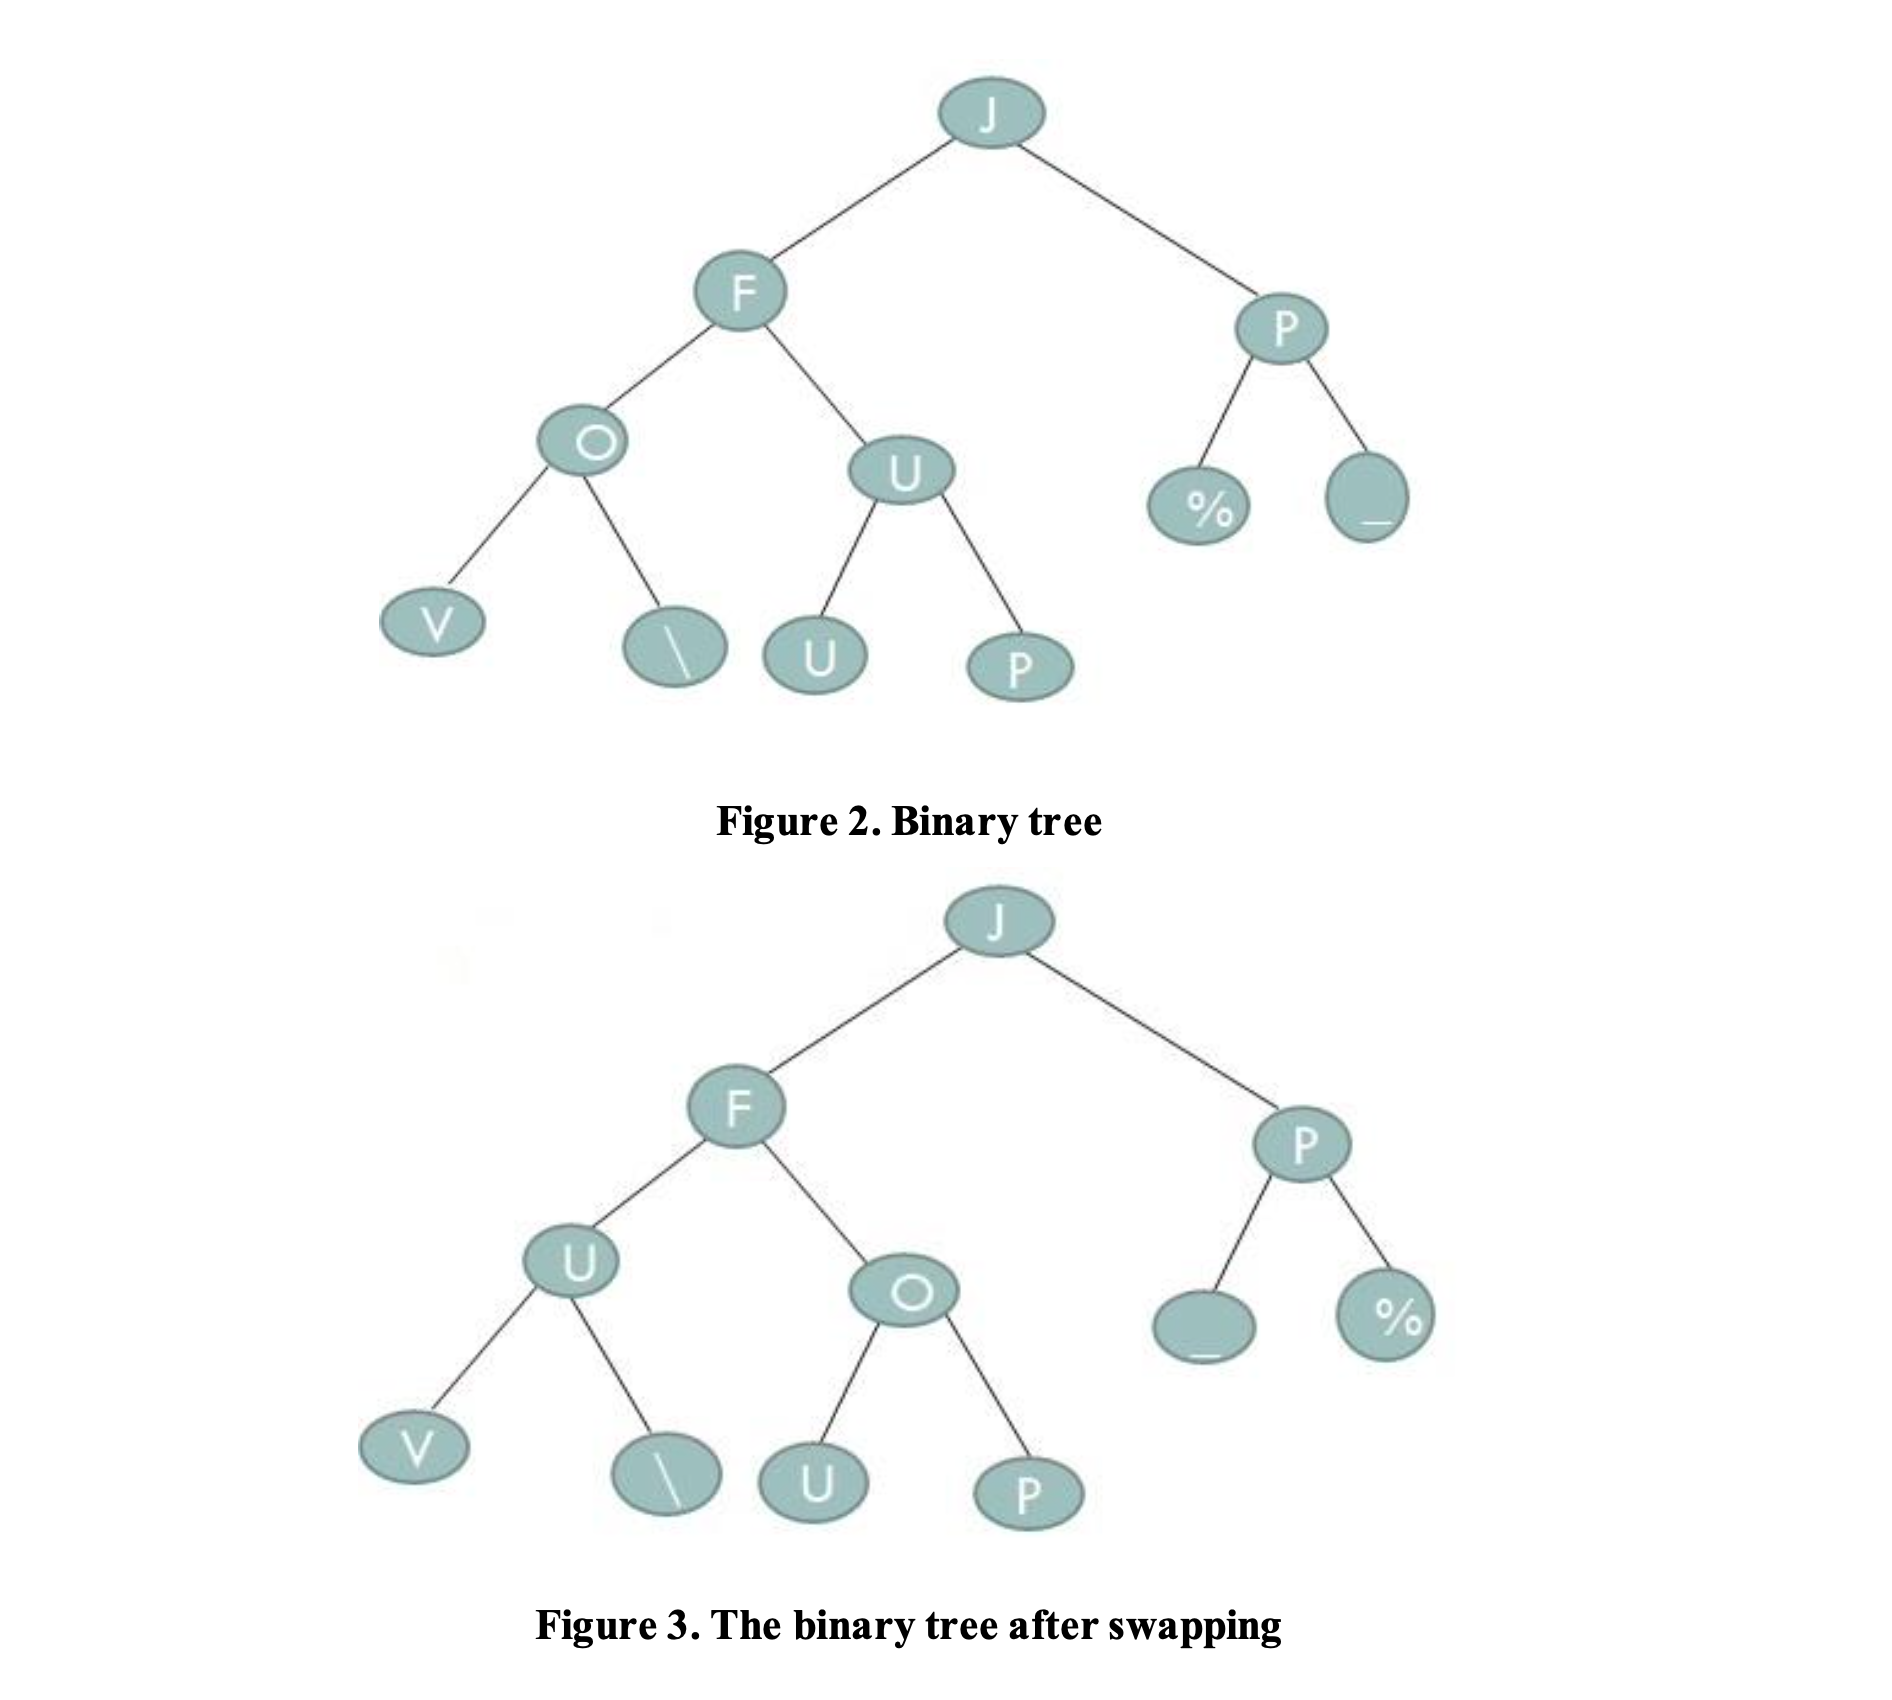 J
F
P
O
U
%
_
V
\
U
P
Figure 2. Binary tree
J
F
P
U
O
_
%
V
\
U
P
Figure 3. The binary tree after swapping